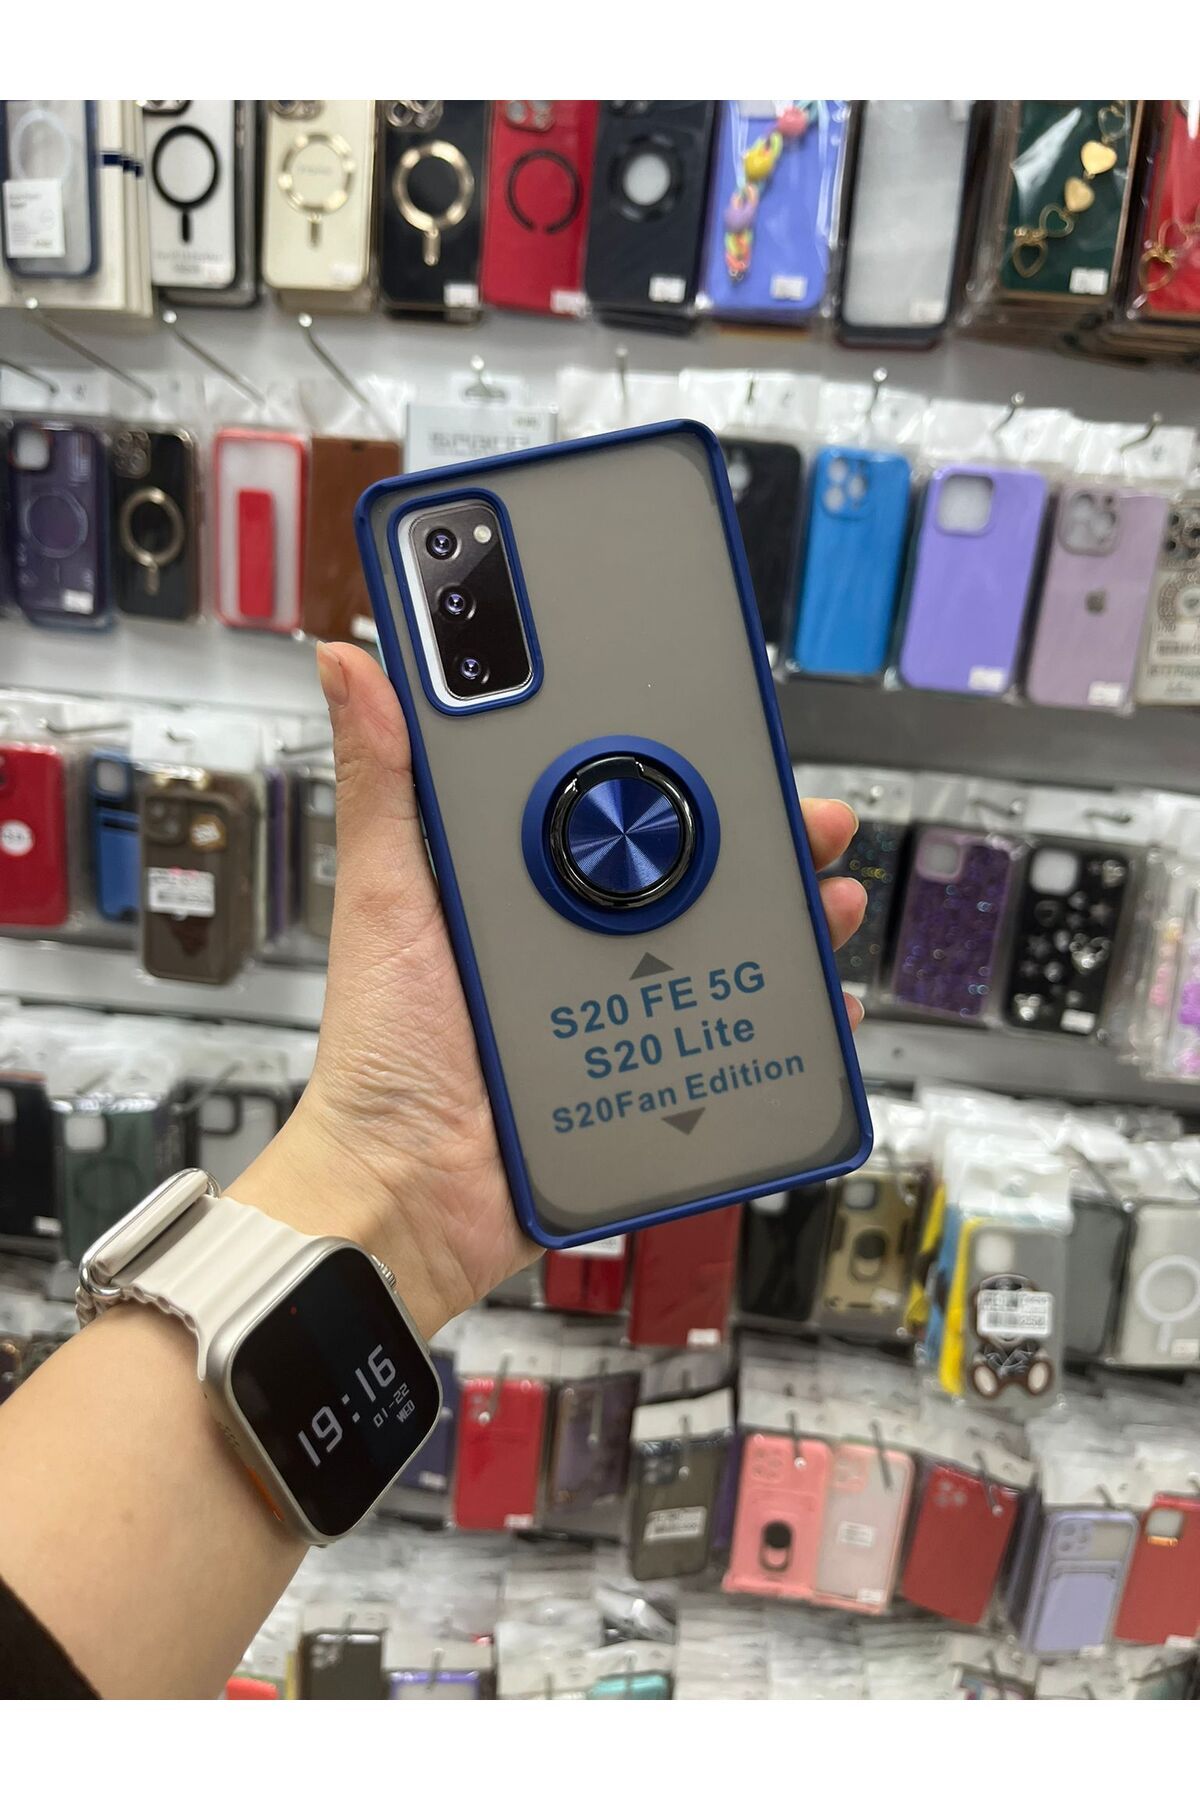 S20 FE 5G
S20 Lite
S20Fan Edition
19:16
01-22
WED